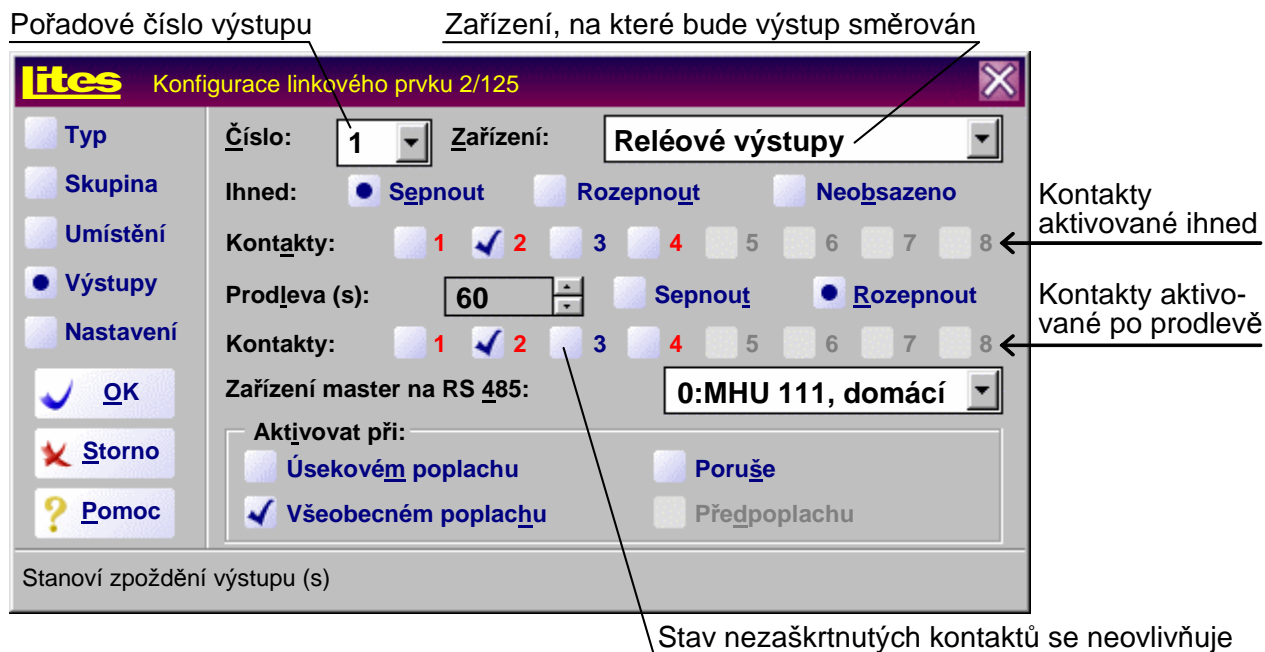 Pořadové číslo výstupu
Zařízení, na které bude výstup směrován
lites Konfigurace linkového prvku 2/125
Typ
Skupina
Umístění
Výstupy
Nastavení
OK
Storno
Pomoc
Číslo: 1 Zařízení: Reléové výstupy
Ihned: Sepnout Rozepnout Neobsazeno
Kontakty: 1 2 3 4 5 6 7 8
Prodleva (s): 60 Sepnout Rozepnout
Kontakty: 1 2 3 4 5 6 7 8
Zařízení master na RS 485: 0:MHU 111, domácí
Aktivovat při:
Úsekovém poplachu Poruše
Všeobecném poplachu Předpoplachu
Stanoví zpoždění výstupu (s)
Kontakty
aktivované ihned
Kontakty aktivo-
vané po prodlevě
Stav nezaškrtnutých kontaktů se neovlivňuje